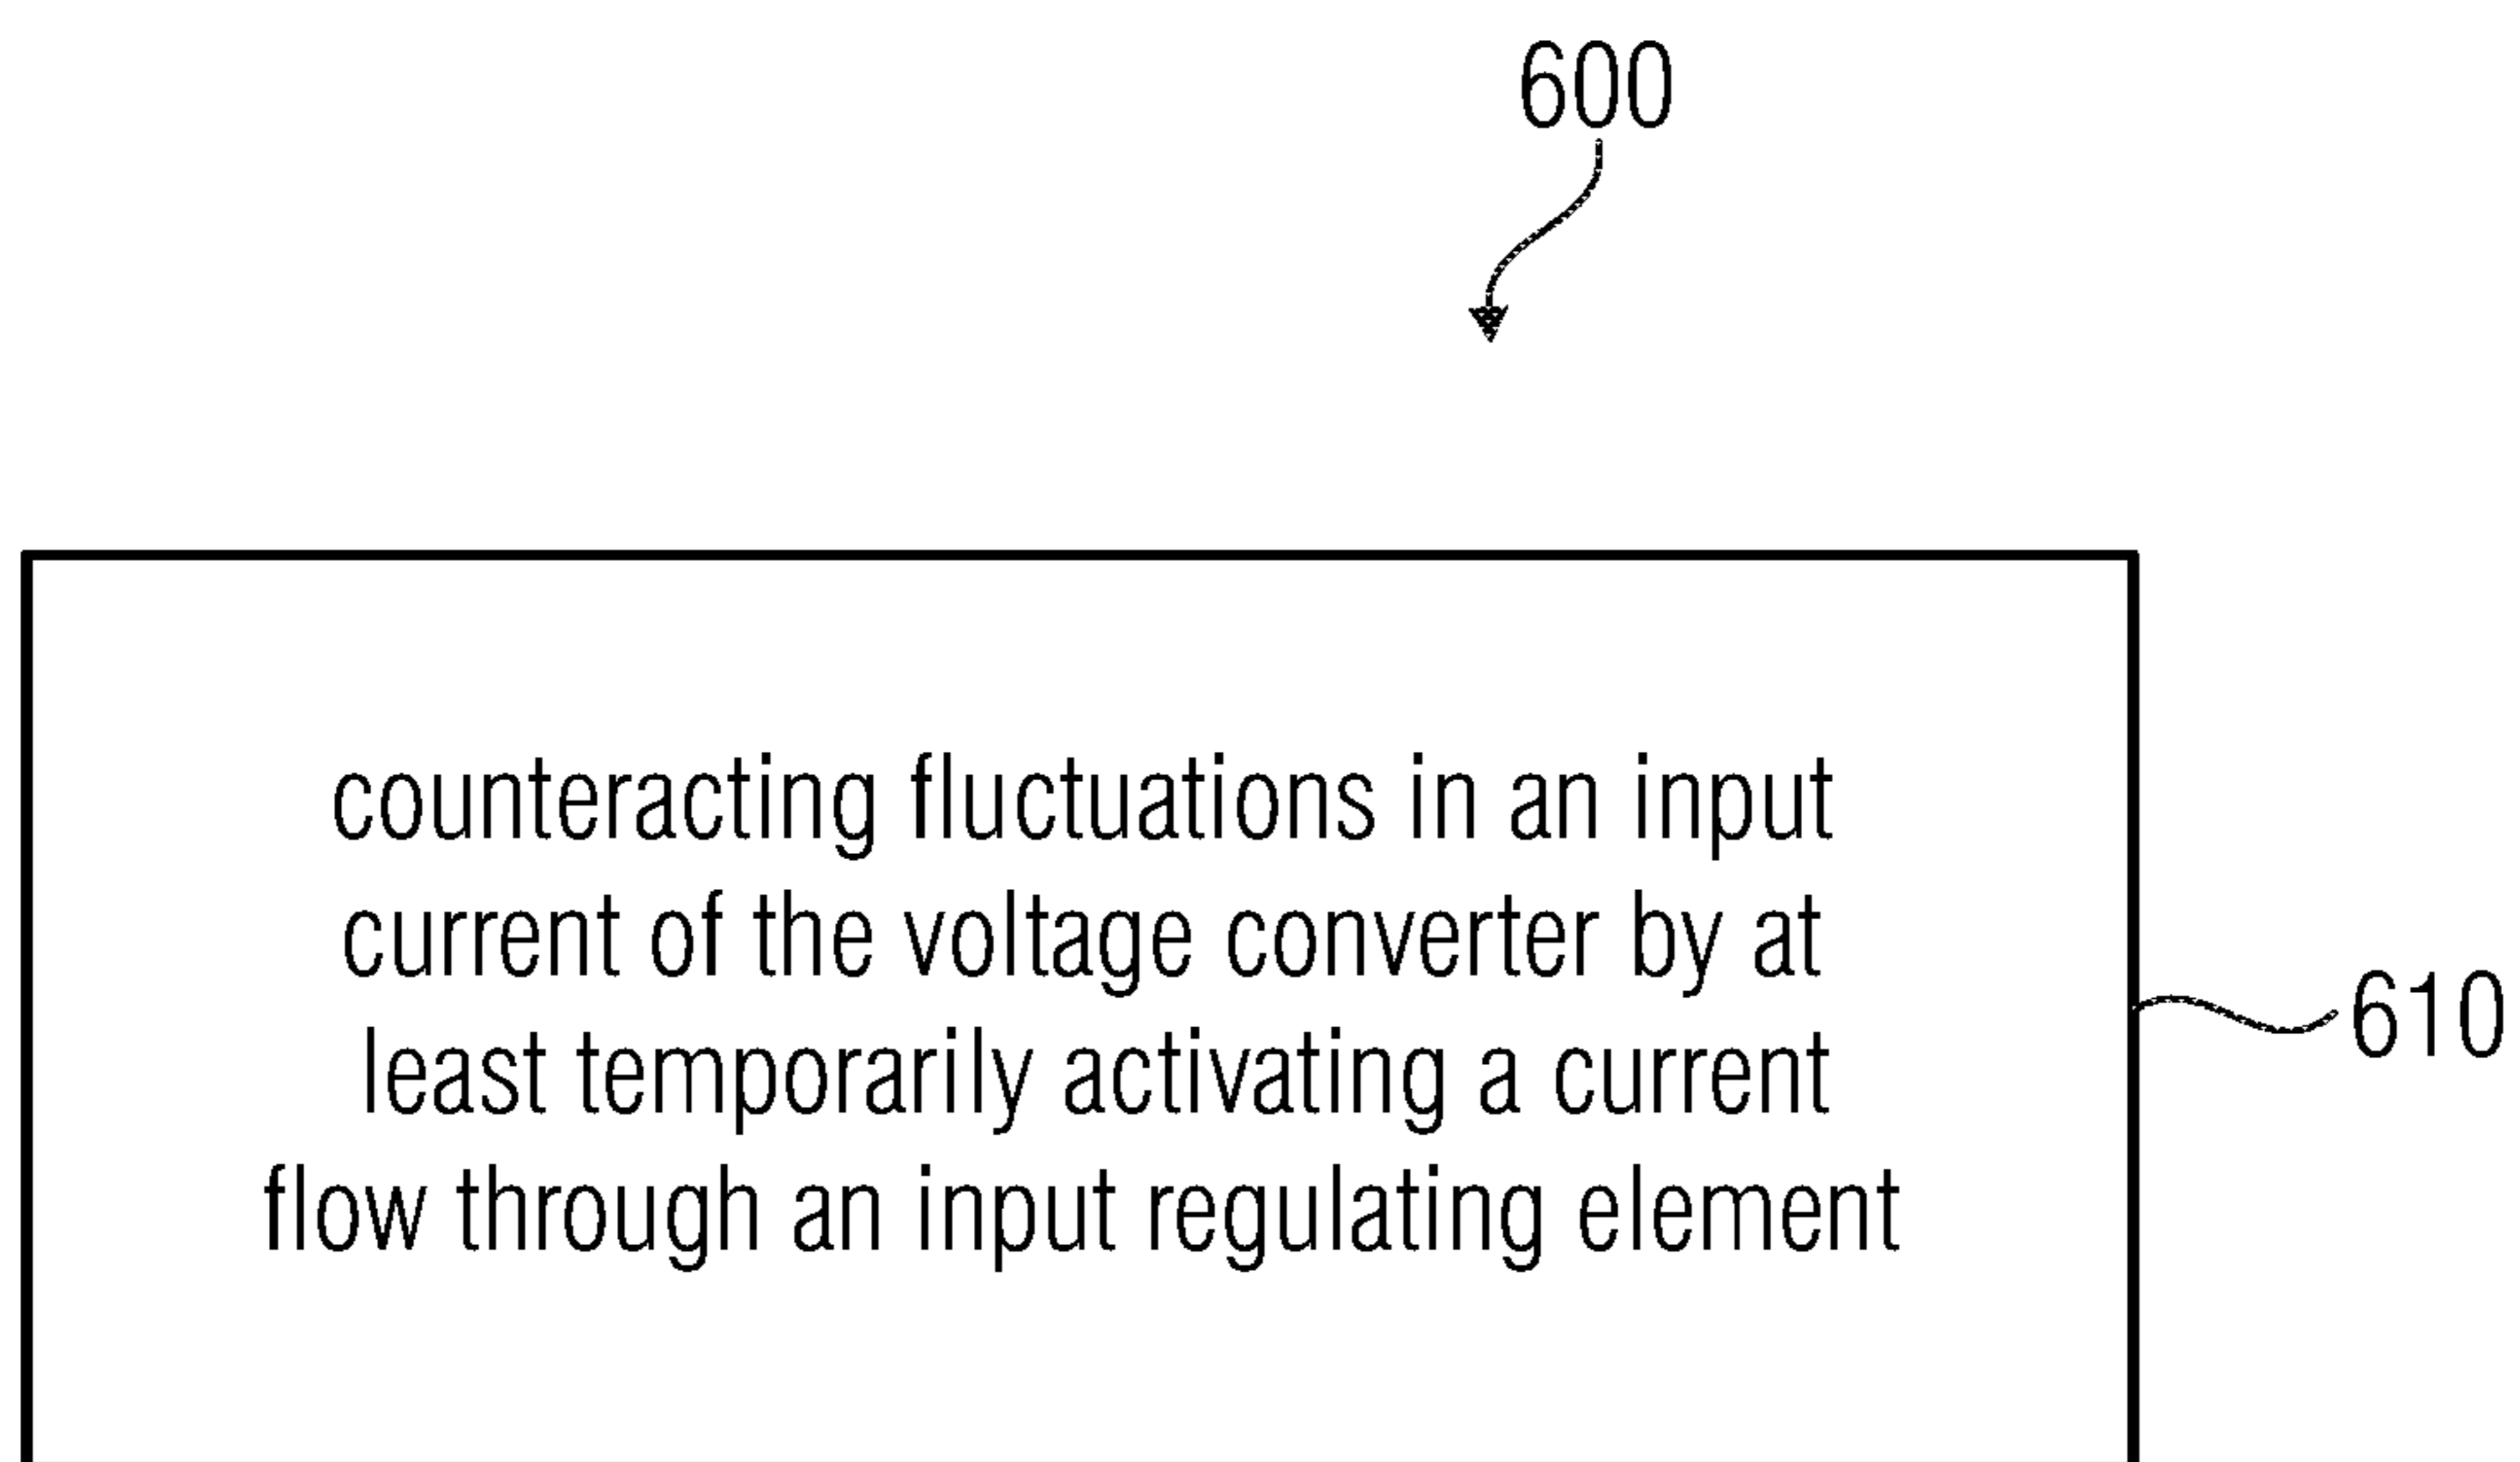 600
counteracting fluctuations in an input
current of the voltage converter by at
least temporarily activating a current
flow through an input regulating element
610